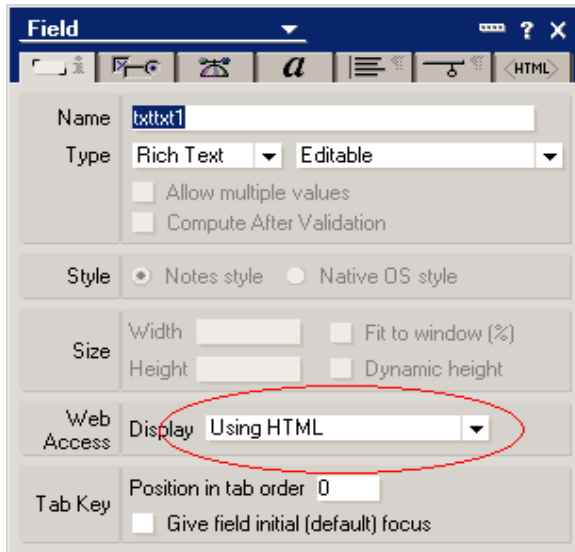 Field ?
i a <HTML>
Name txttxt1
Type Rich Text Editable
Allow multiple values
Compute After Validation
Style Notes style Native OS style
Size Width Fit to window (%)
Height Dynamic height
Web Access Display Using HTML
Tab Key Position in tab order 0
Give field initial (default) focus